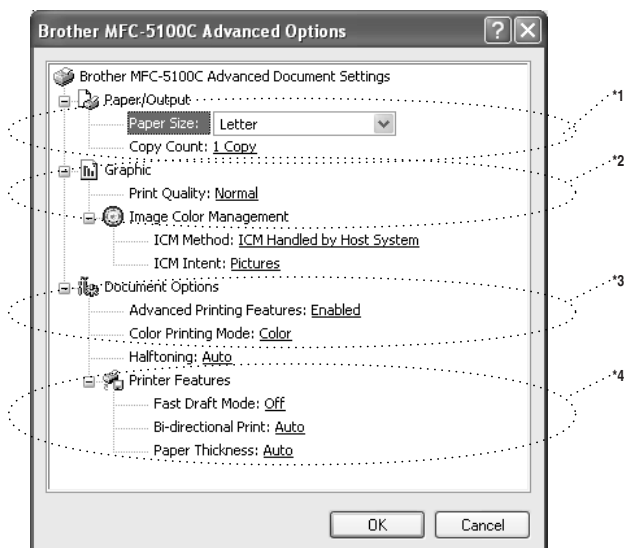 Brother MFC-5100C Advanced Options
Brother MFC-5100C Advanced Document Settings
Paper/Output
*1
Paper Size: Letter
Copy Count: 1 Copy
*2
Graphic
Print Quality: Normal
Image Color Management
ICM Method: ICM Handled by Host System
ICM Intent: Pictures
*3
Document Options
Advanced Printing Features: Enabled
Color Printing Mode: Color
Halftoning: Auto
*4
Printer Features
Fast Draft Mode: Off
Bi-directional Print: Auto
Paper Thickness: Auto
OK Cancel